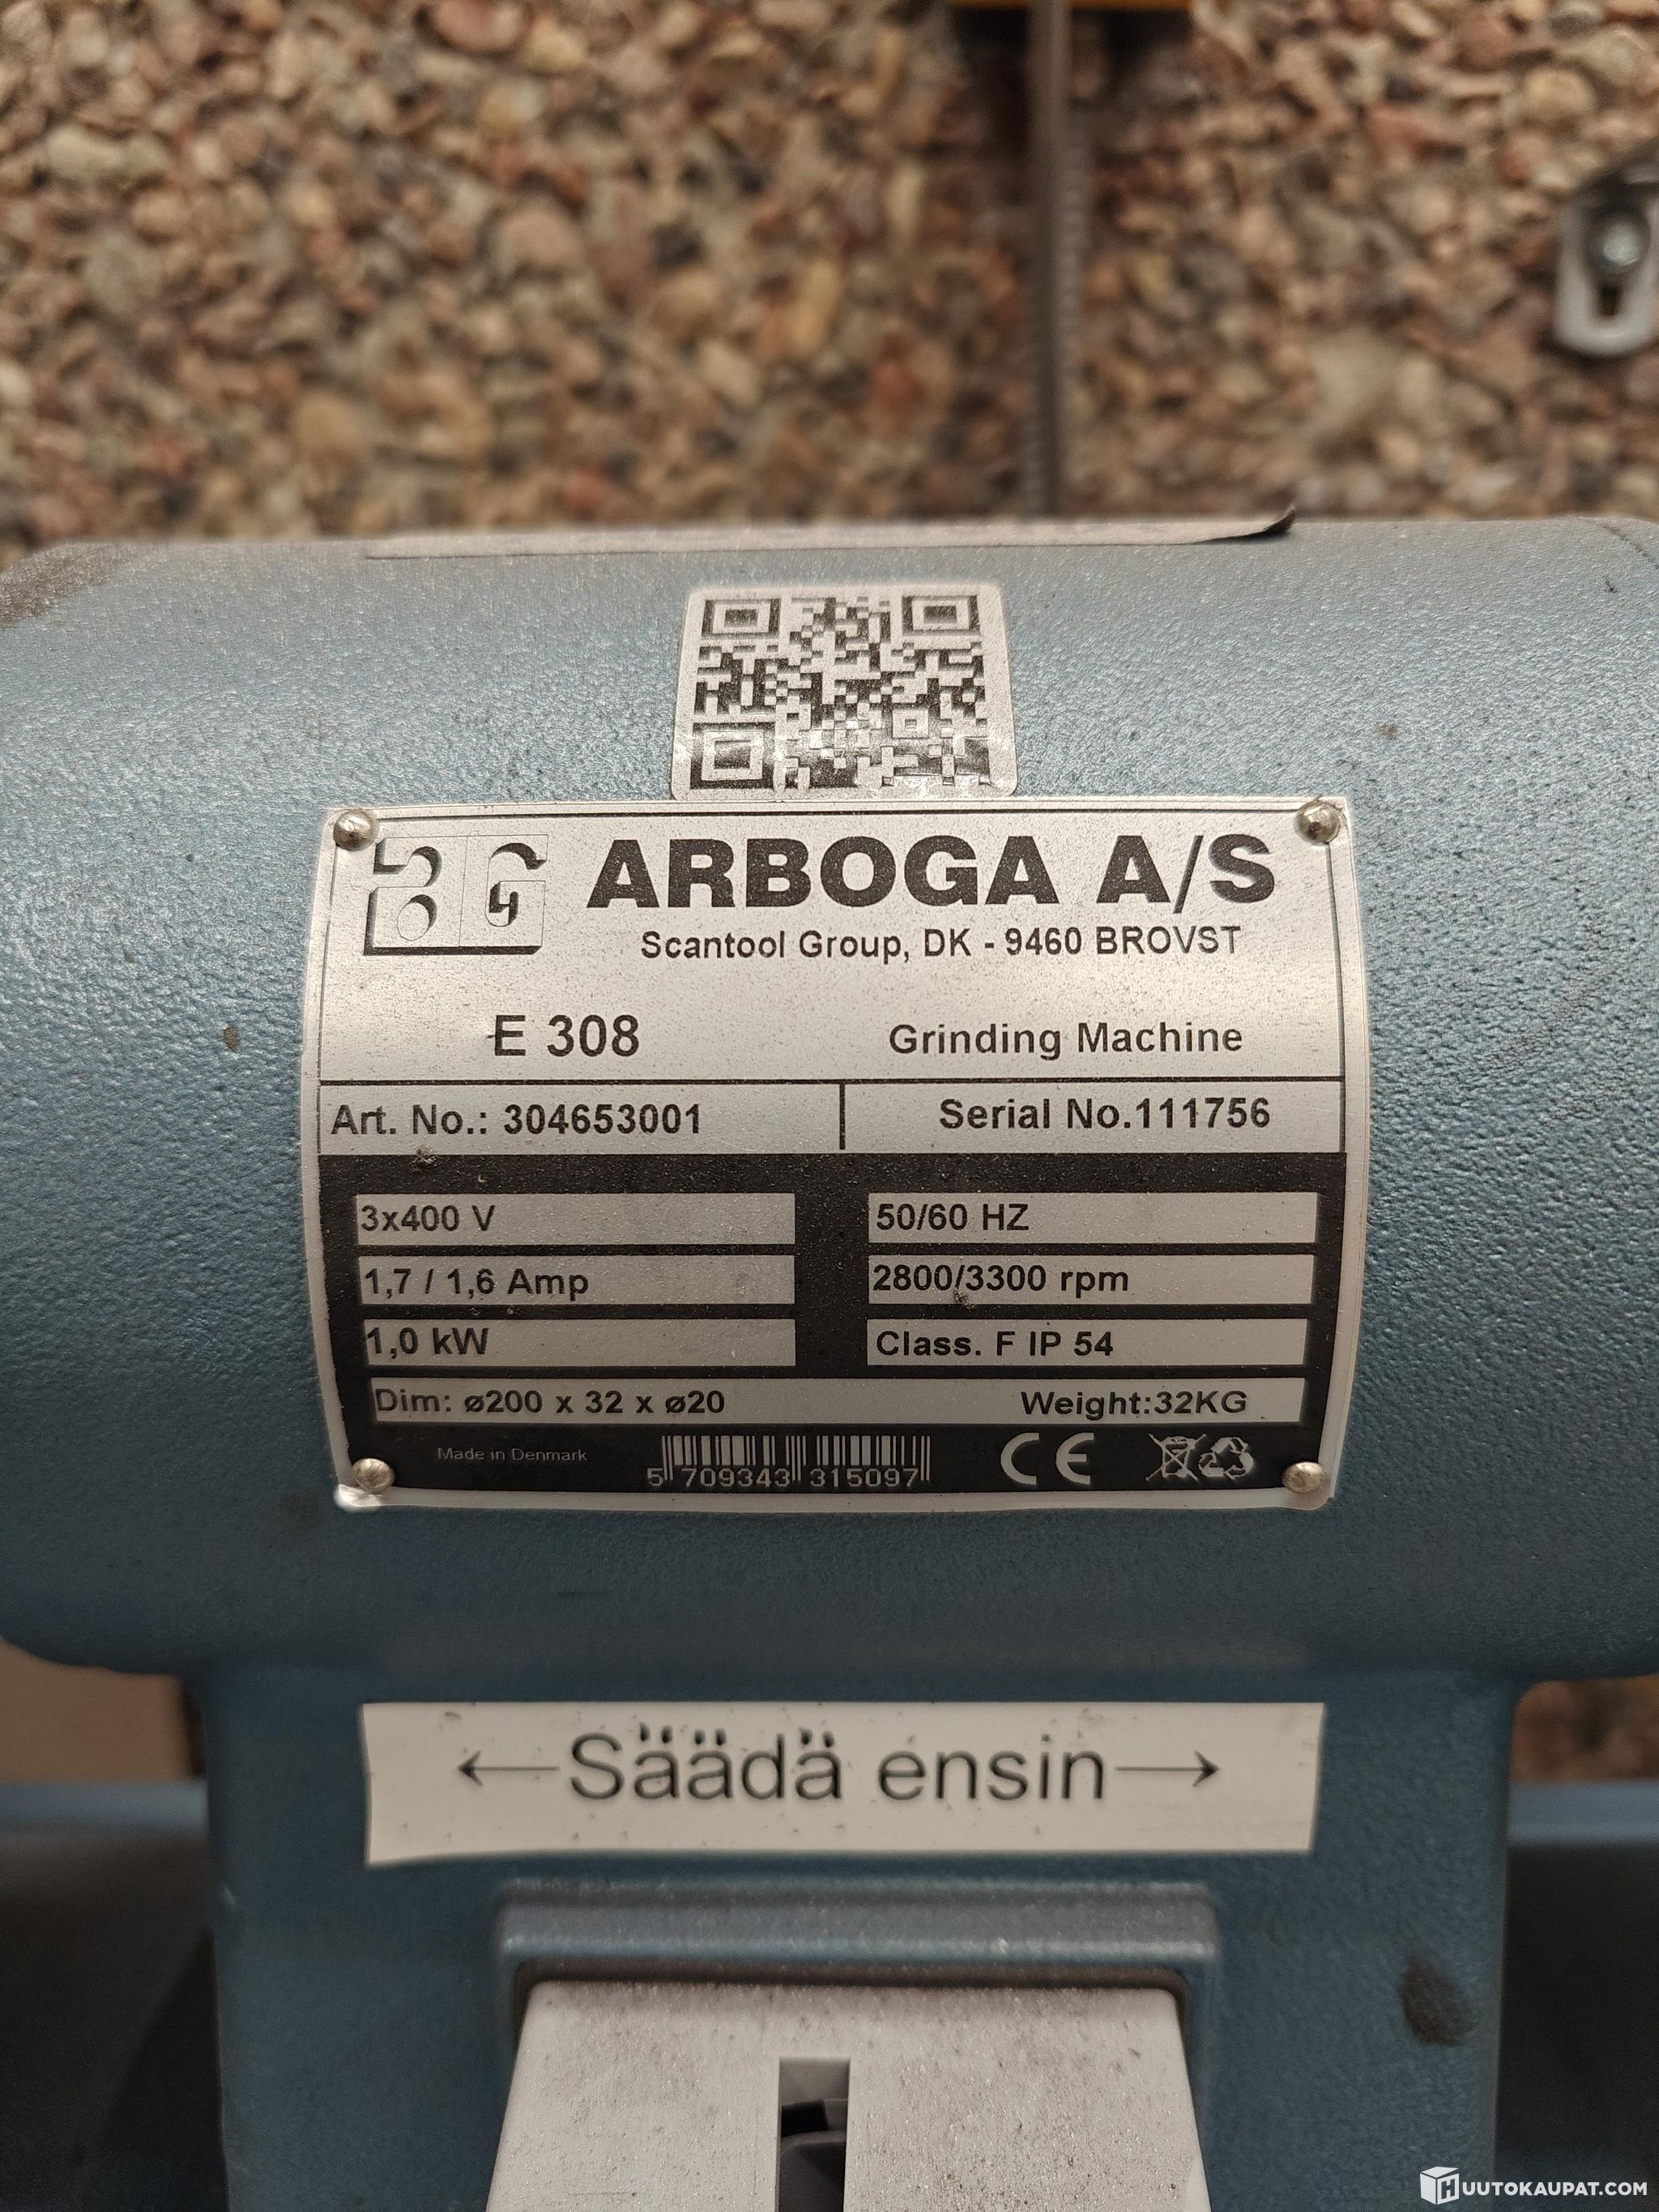 ARBOGA A/S
Scantool Group, DK - 9460 BROVST
E 308 Grinding Machine
Art. No.: 304653001 Serial No.111756
3x400 V 50/60 HZ
1,7 / 1,6 Amp 2800/3300 rpm
1,0 kW Class. F IP 54
Dim: ø200 x 32 x ø20 Weight:32KG
Made in Denmark 5 709343 315097 CE
←Säädä ensin→
HUUTOKAUPAT.COM